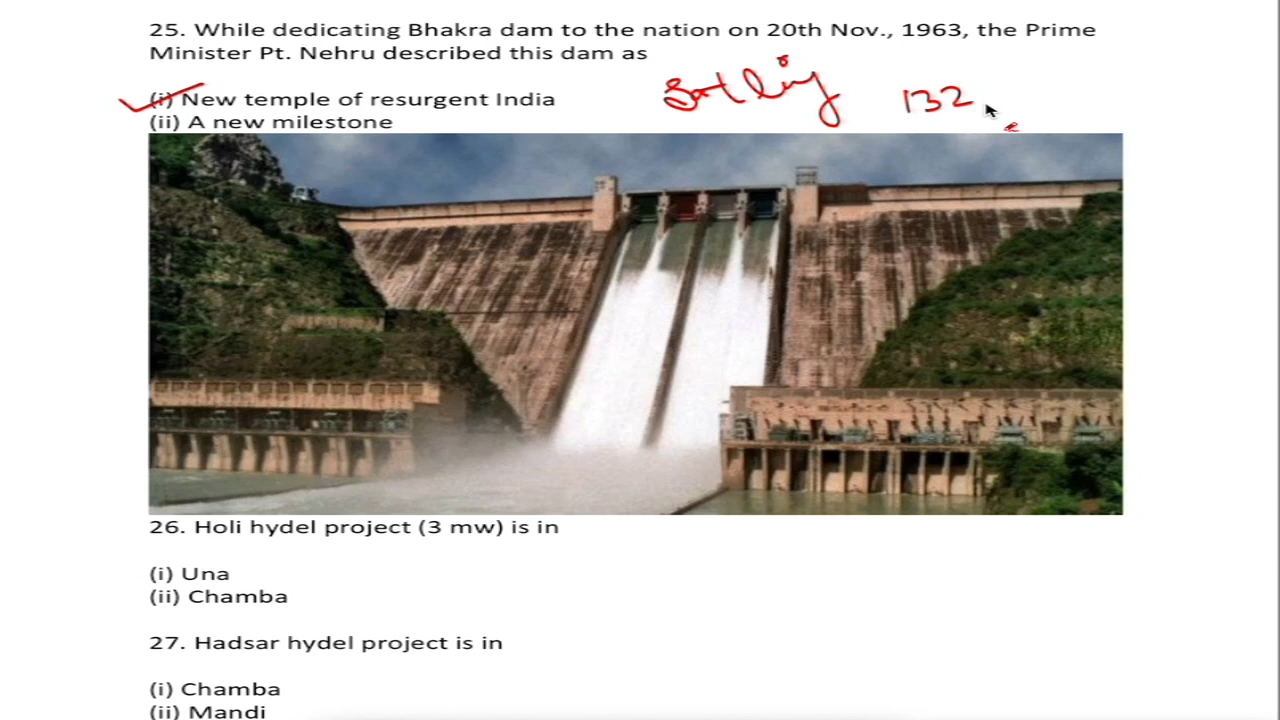 25. While dedicating Bhakra dam to the nation on 20th Nov., 1963, the Prime
Minister Pt. Nehru described this dam as
(i) New temple of resurgent India
(ii) A new milestone
132
26. Holi hydel project (3 mw) is in
(i) Una
(ii) Chamba
27. Hadsar hydel project is in
(i) Chamba
(ii) Mandi